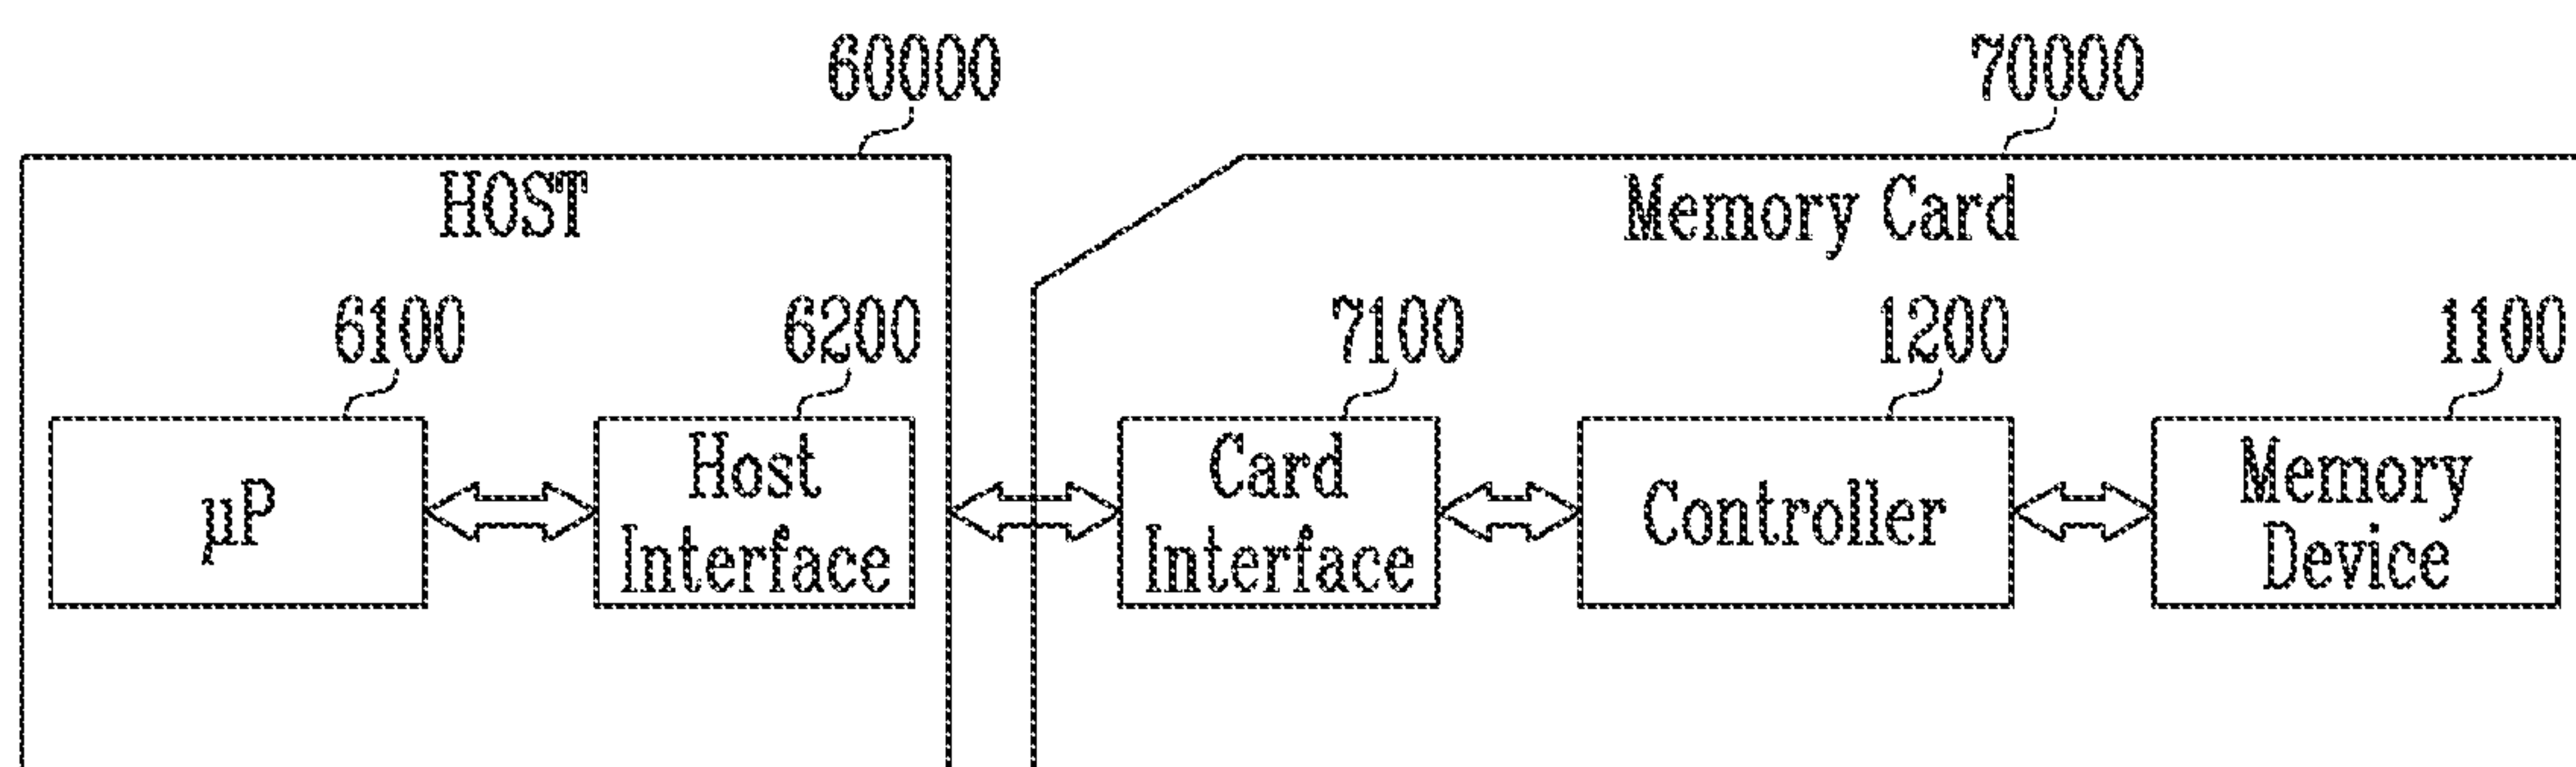 60000
70000
HOST
Memory Card
6100
6200
7100
1200
1100
µP
Host
Interface
Card
Interface
Controller
Memory
Device